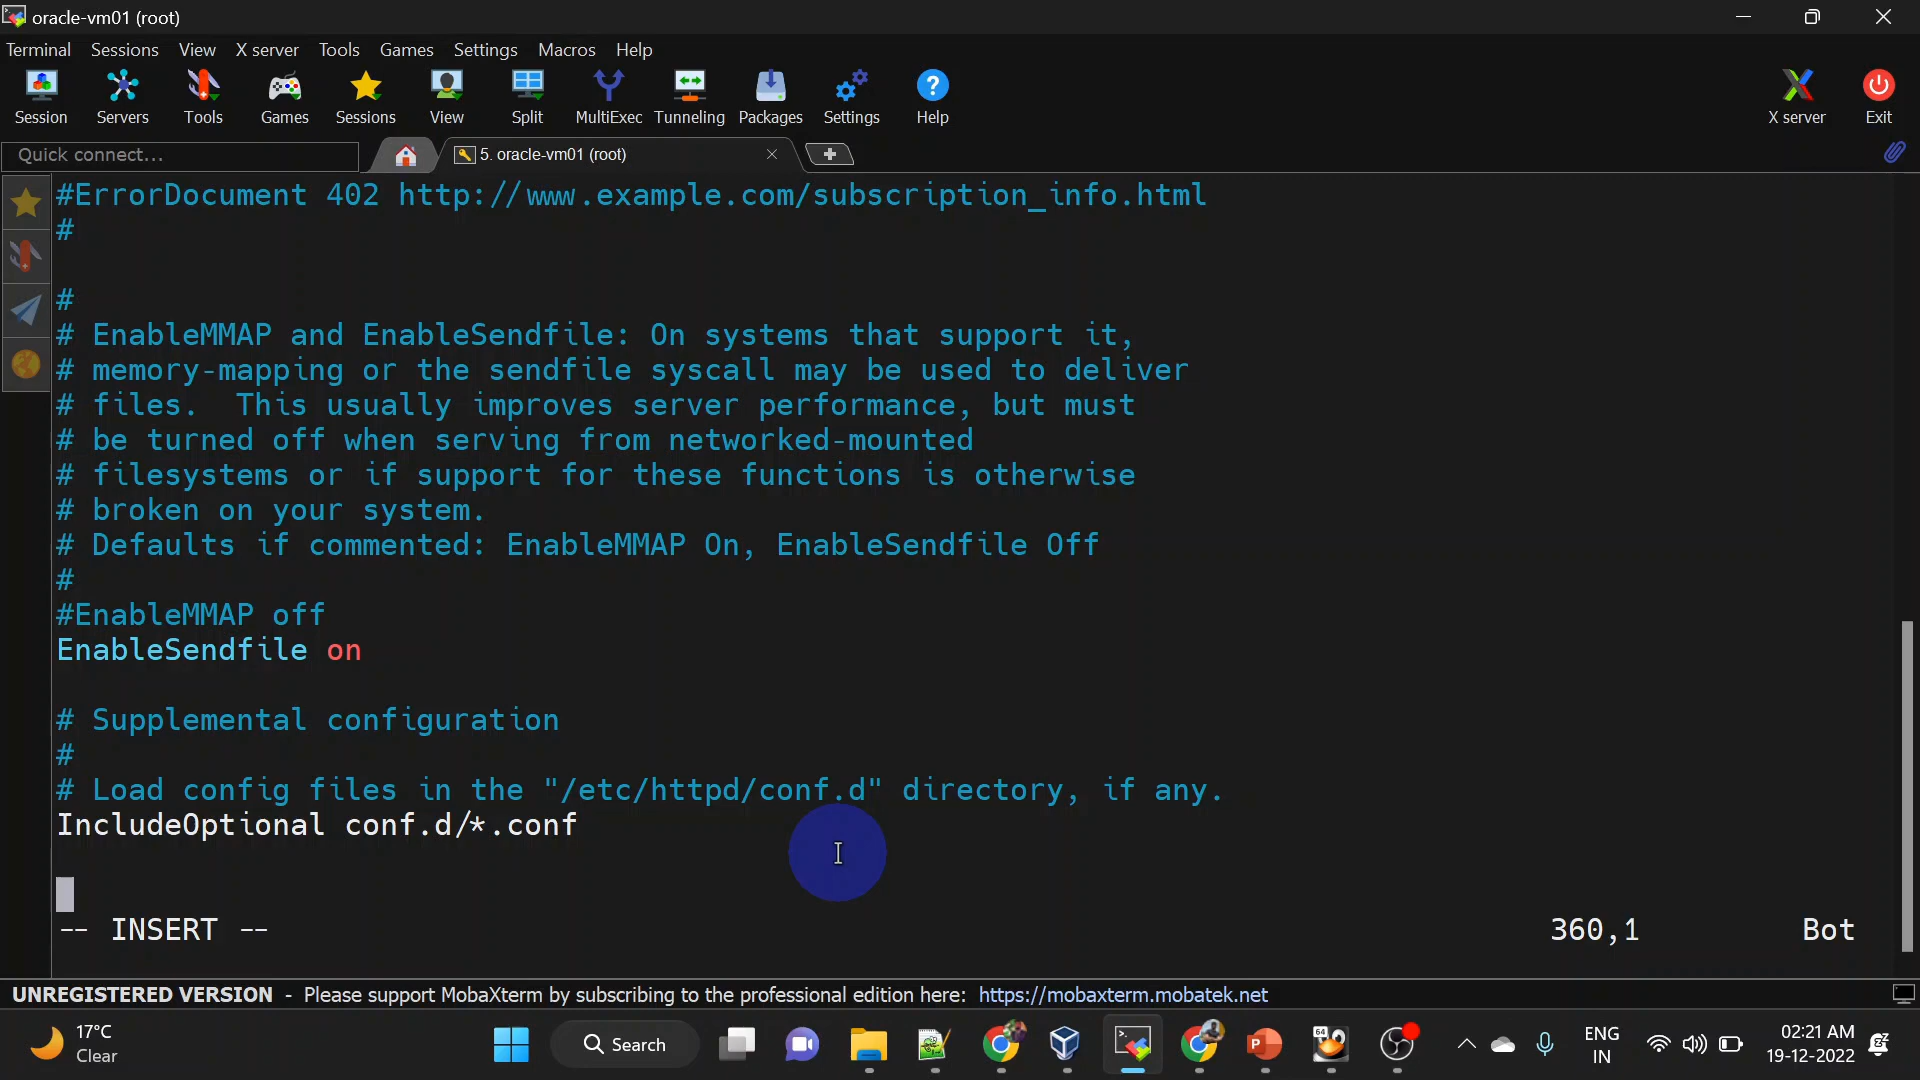 oracle-vm01 (root)
Terminal Sessions View X server Tools Games Settings Macros Help
Session Servers Tools Games Sessions View Split MultiExec Tunneling Packages Settings Help X server Exit
Quick connect... 5. oracle-vm01 (root)
#ErrorDocument 402 http://www.example.com/subscription_info.html
#
#
# EnableMMAP and EnableSendfile: On systems that support it,
# memory-mapping or the sendfile syscall may be used to deliver
# files.  This usually improves server performance, but must
# be turned off when serving from networked-mounted
# filesystems or if support for these functions is otherwise
# broken on your system.
# Defaults if commented: EnableMMAP On, EnableSendfile Off
#
#EnableMMAP off
EnableSendfile on
# Supplemental configuration
#
# Load config files in the "/etc/httpd/conf.d" directory, if any.
IncludeOptional conf.d/*.conf
-- INSERT -- 360,1 Bot
UNREGISTERED VERSION - Please support MobaXterm by subscribing to the professional edition here: https://mobaxterm.mobatek.net
17°C
Clear
Search
64
P
ENG
IN
02:21 AM
19-12-2022